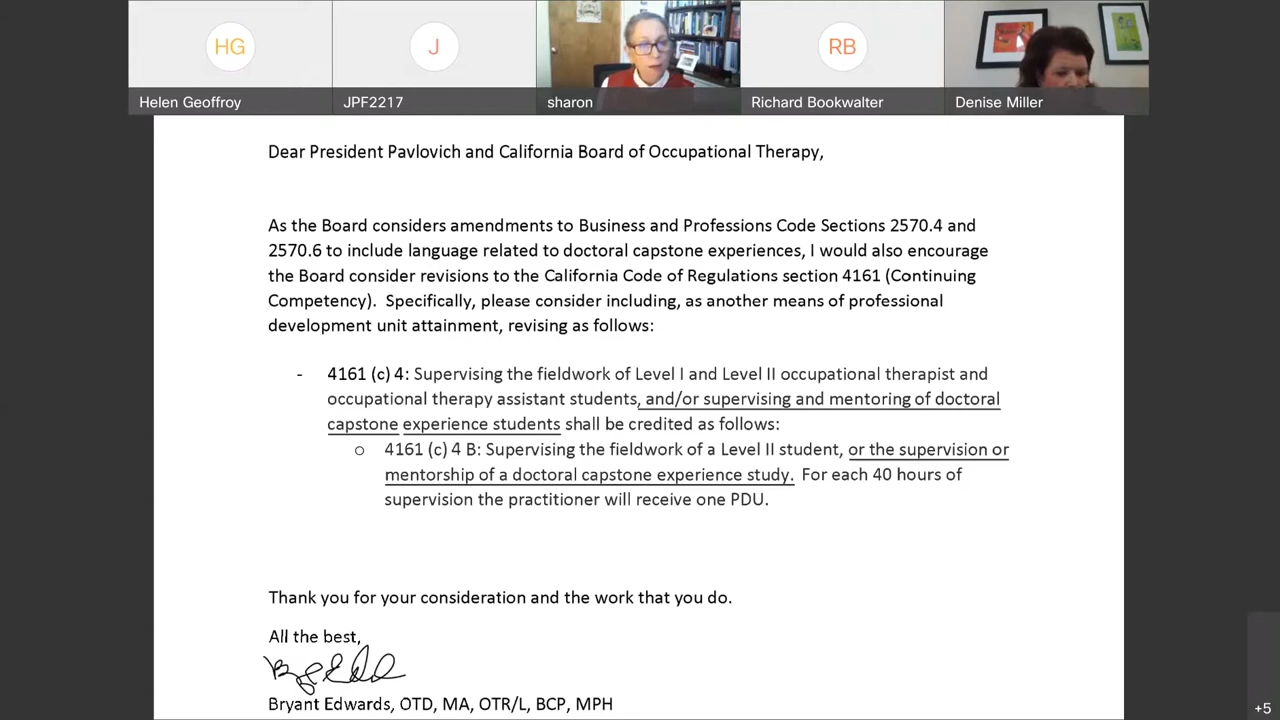 HG
J
RB
Helen Geoffroy
JPF2217
sharon
Richard Bookwalter
Denise Miller
Dear President Pavlovich and California Board of Occupational Therapy,
As the Board considers amendments to Business and Professions Code Sections 2570.4 and
2570.6 to include language related to doctoral capstone experiences, I would also encourage
the Board consider revisions to the California Code of Regulations section 4161 (Continuing
Competency).  Specifically, please consider including, as another means of professional
development unit attainment, revising as follows:
- 4161 (c) 4: Supervising the fieldwork of Level I and Level II occupational therapist and
occupational therapy assistant students, and/or supervising and mentoring of doctoral
capstone experience students shall be credited as follows:
o 4161 (c) 4 B: Supervising the fieldwork of a Level II student, or the supervision or
mentorship of a doctoral capstone experience study.  For each 40 hours of
supervision the practitioner will receive one PDU.
Thank you for your consideration and the work that you do.
All the best,
Bryant Edwards, OTD, MA, OTR/L, BCP, MPH
+5